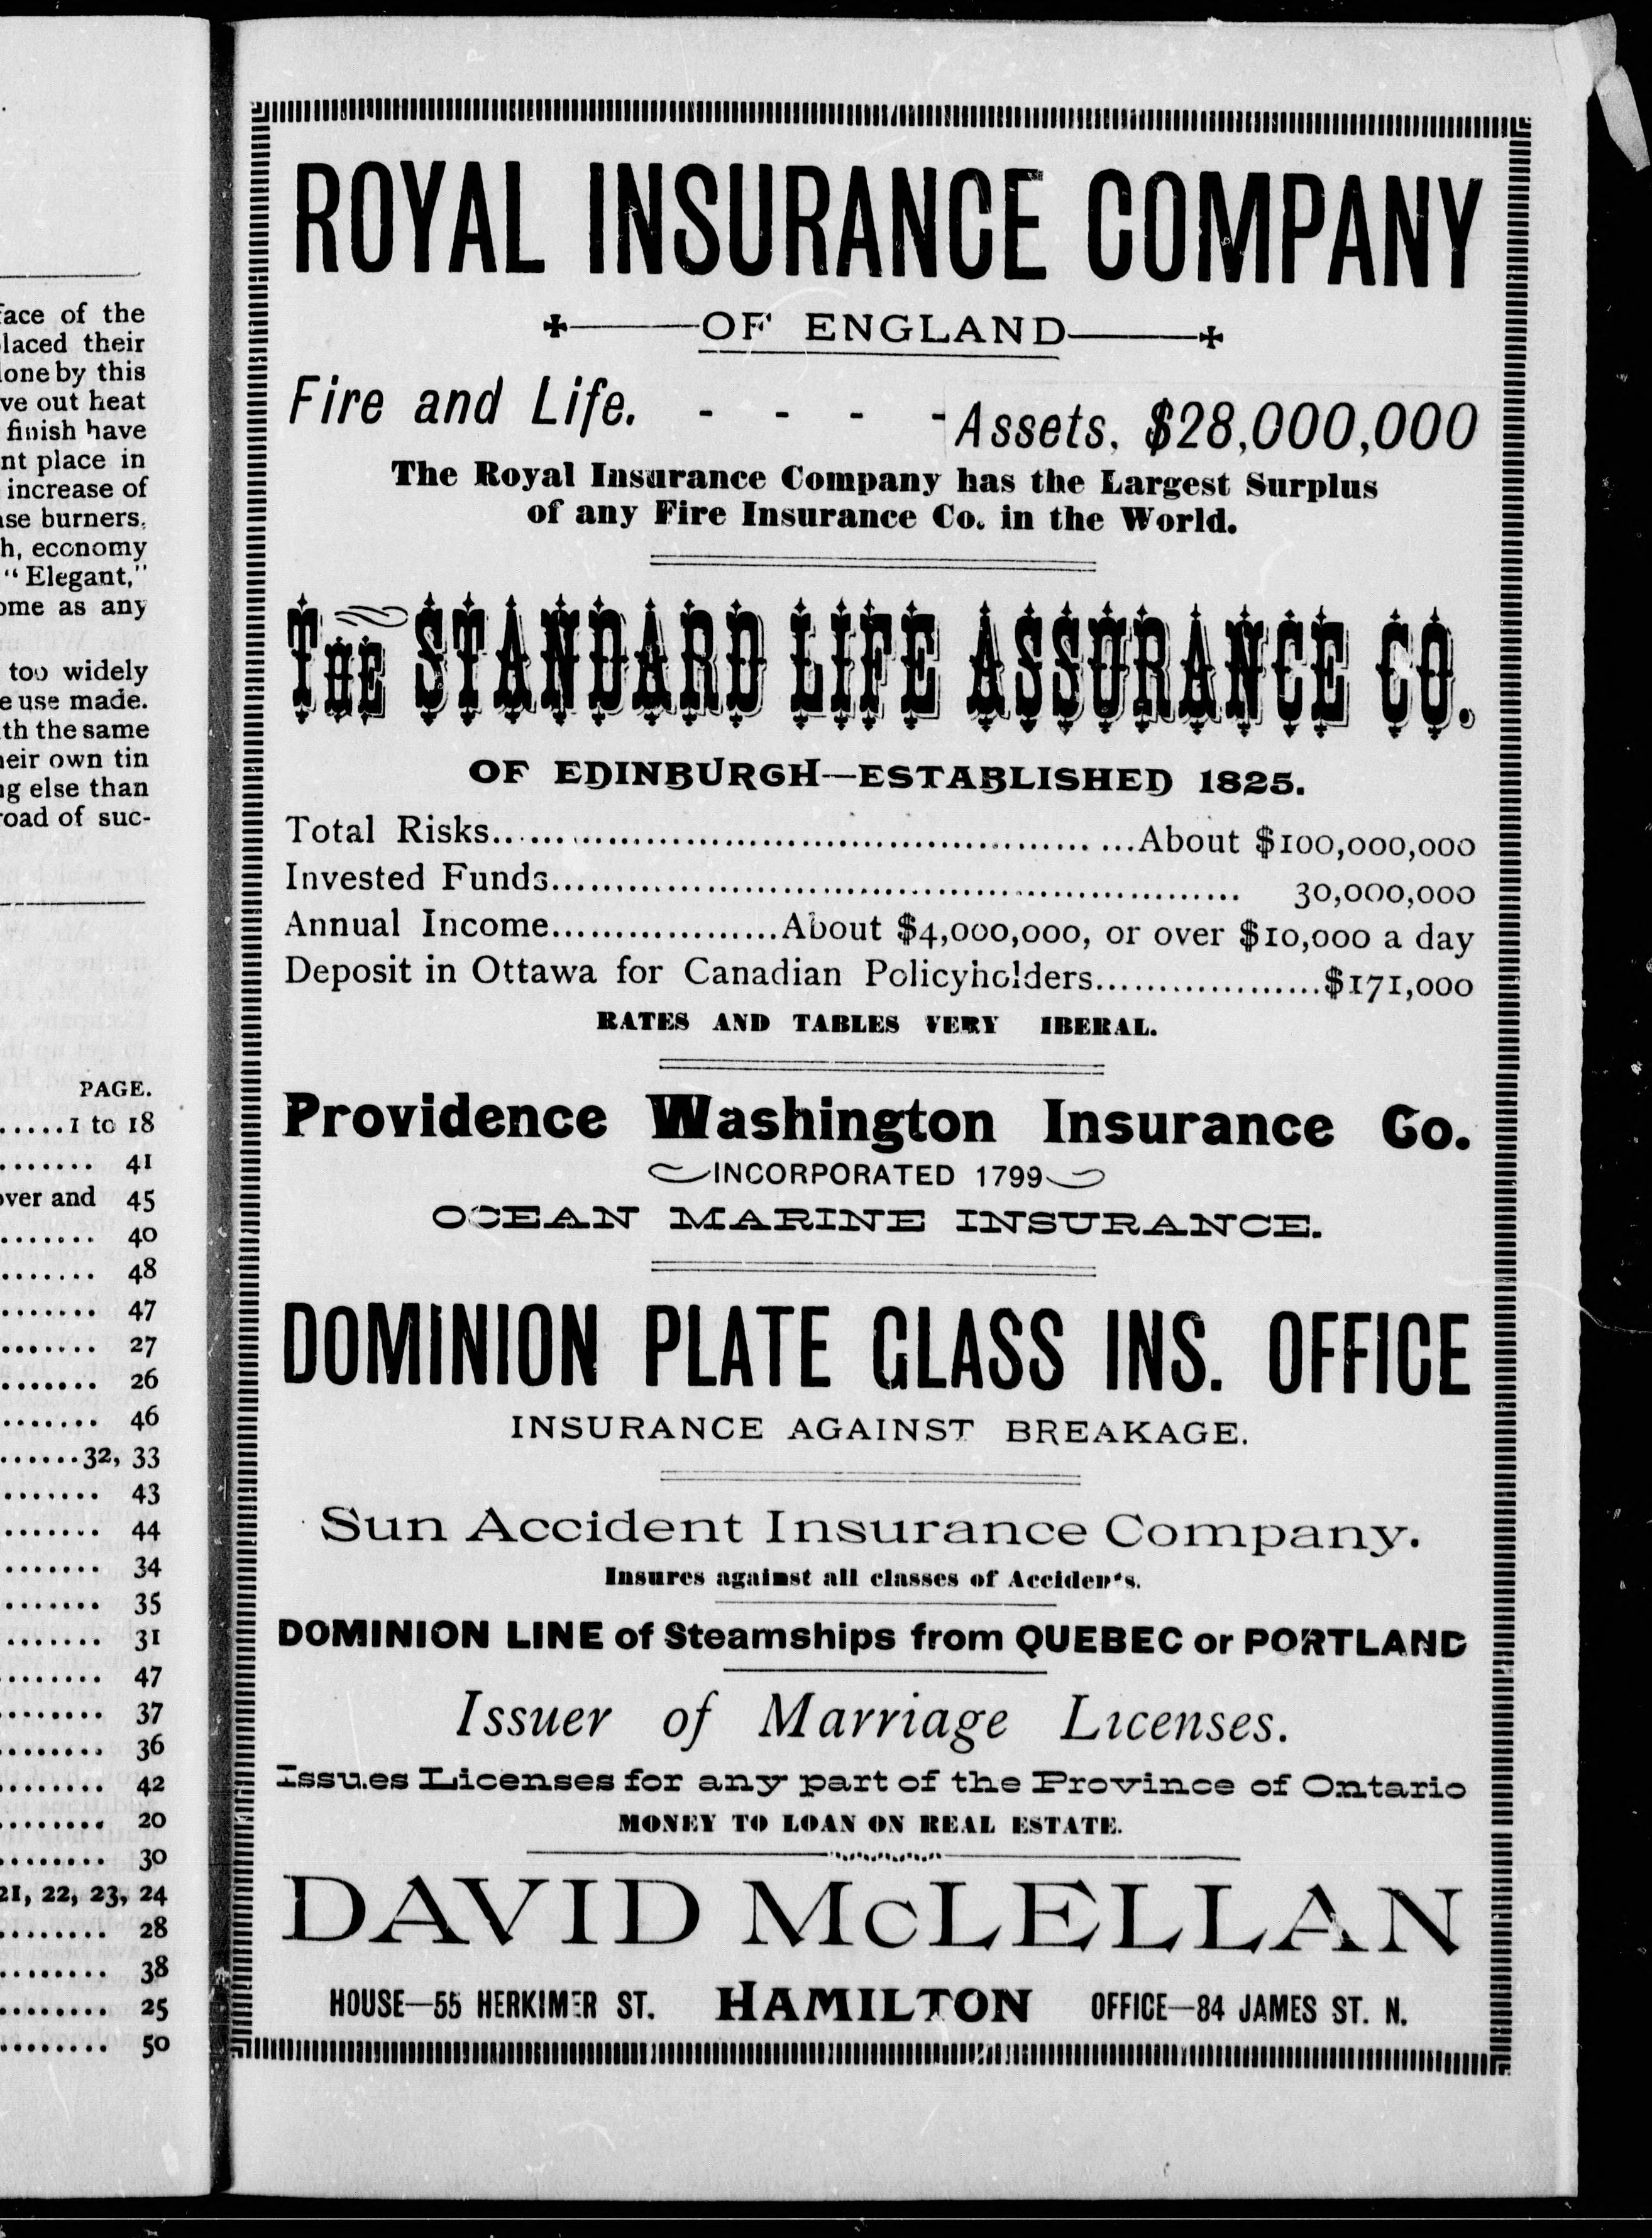 face of the
placed their
done by this
ve out heat
finish have
nt place in
increase of
ase burners,
h, economy
"Elegant,"
ome as any
too widely
e use made.
ith the same
heir own tin
ng else than
road of suc-
PAGE.
.....1 to 18
....... 41
over and 45
....... 40
....... 48
....... 47
....... 27
....... 26
....... 46
......32, 33
....... 43
....... 44
....... 34
....... 35
....... 31
....... 47
....... 37
....... 36
....... 42
....... 20
....... 30
21, 22, 23, 24
....... 28
....... 38
....... 25
....... 50
ROYAL INSURANCE COMPANY
OF ENGLAND
Fire and Life. - - - - Assets, $28,000,000
The Royal Insurance Company has the Largest Surplus
of any Fire Insurance Co. in the World.
THE STANDARD LIFE ASSURANCE CO.
OF EDINBURGH—ESTABLISHED 1825.
Total Risks.....................................................About $100,000,000
Invested Funds..................................................... 30,000,000
Annual Income..................About $4,000,000, or over $10,000 a day
Deposit in Ottawa for Canadian Policyholders..................$171,000
RATES AND TABLES VERY IBERAL.
Providence Washington Insurance Co.
INCORPORATED 1799
OCEAN MARINE INSURANCE.
DOMINION PLATE GLASS INS. OFFICE
INSURANCE AGAINST BREAKAGE.
Sun Accident Insurance Company.
Insures against all classes of Accidents.
DOMINION LINE of Steamships from QUEBEC or PORTLAND
Issuer of Marriage Licenses.
Issues Licenses for any part of the Province of Ontario
MONEY TO LOAN ON REAL ESTATE.
DAVID McLELLAN
HOUSE—55 HERKIMER ST. HAMILTON OFFICE—84 JAMES ST. N.